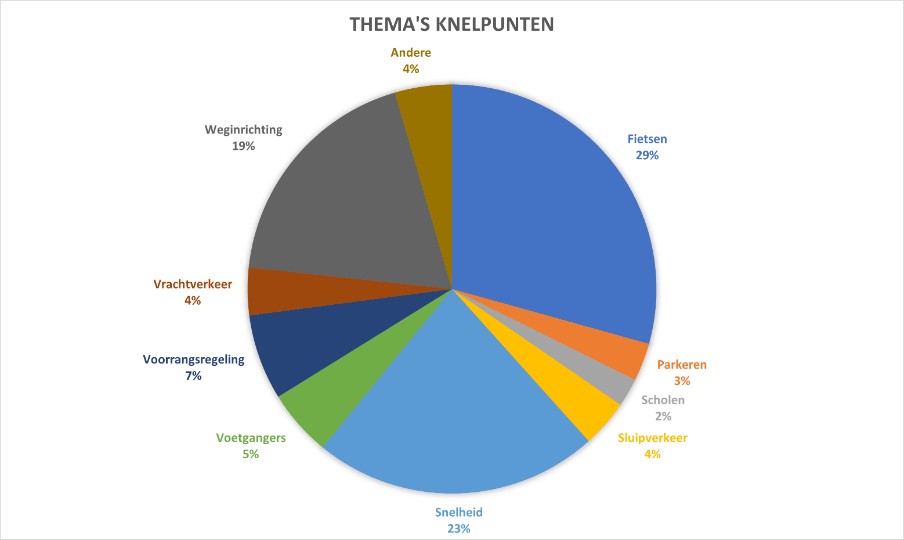 THEMA'S KNELPUNTEN
Andere
4%
Fietsen
29%
Parkeren
3%
Scholen
2%
Sluipverkeer
4%
Snelheid
23%
Voetgangers
5%
Voorrangsregeling
7%
Vrachtverkeer
4%
Weginrichting
19%